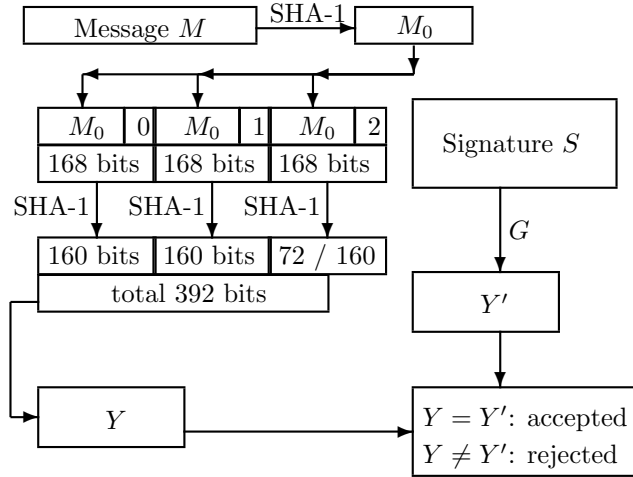 Message M
SHA-1
M₀
M₀ 0 M₀ 1 M₀ 2
168 bits 168 bits 168 bits
Signature S
SHA-1 SHA-1 SHA-1
G
160 bits 160 bits 72 / 160
total 392 bits
Y′
Y
Y = Y′: accepted
Y ≠ Y′: rejected